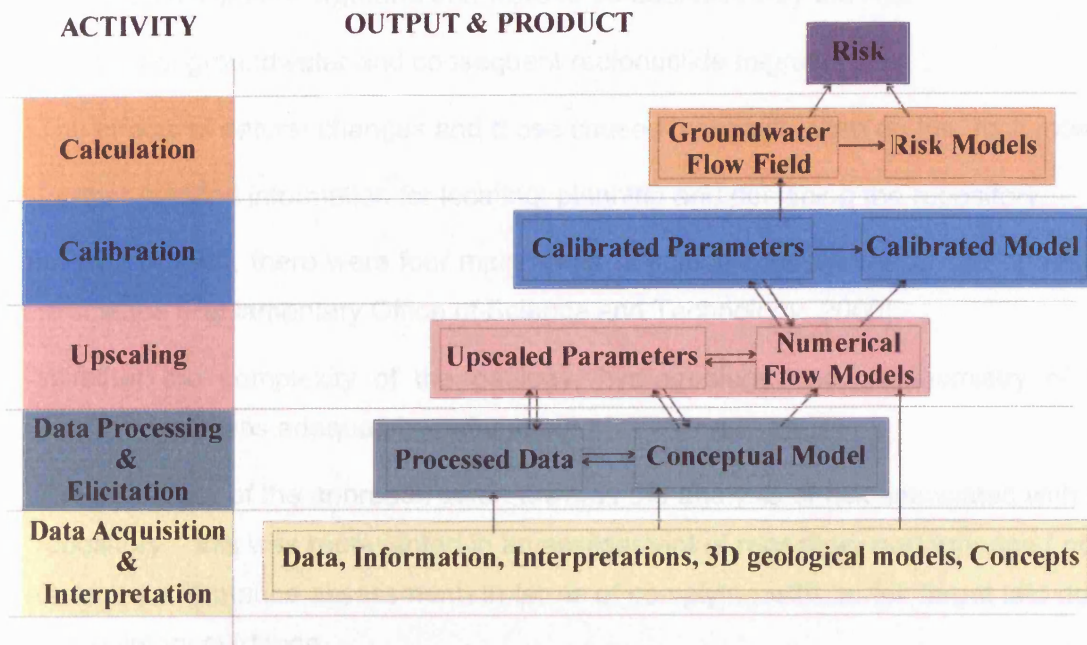 ACTIVITY
OUTPUT & PRODUCT
Risk
Calculation
Groundwater
Flow Field
Risk Models
Calibration
Calibrated Parameters
Calibrated Model
Upscaling
Upscaled Parameters
Numerical
Flow Models
Data Processing
&
Elicitation
Processed Data
Conceptual Model
Data Acquisition
&
Interpretation
Data, Information, Interpretations, 3D geological models, Concepts